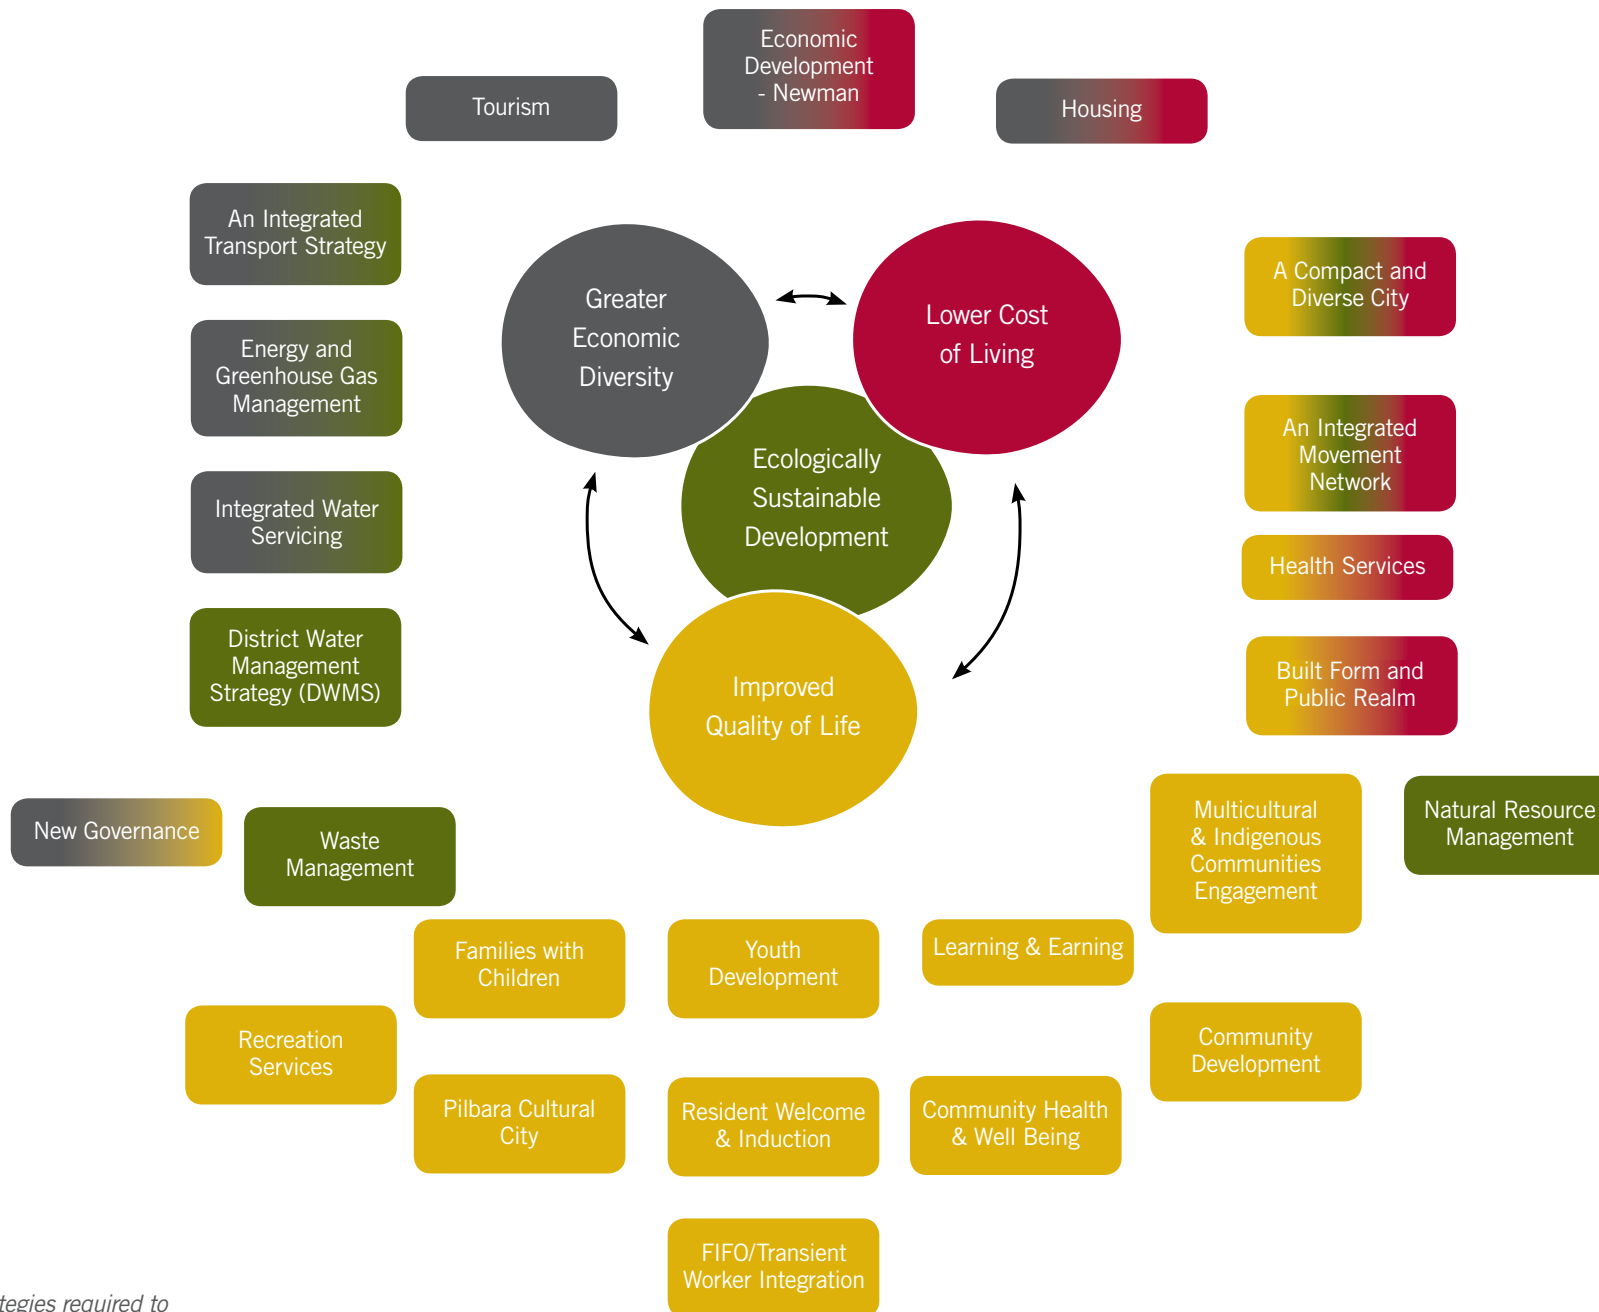 Economic
Development
- Newman
Tourism
Housing
An Integrated
Transport Strategy
A Compact and
Diverse City
Greater
Economic
Diversity
Lower Cost
of Living
Energy and
Greenhouse Gas
Management
An Integrated
Movement
Network
Ecologically
Sustainable
Development
Integrated Water
Servicing
Health Services
District Water
Management
Strategy (DWMS)
Built Form and
Public Realm
Improved
Quality of Life
New Governance
Waste
Management
Multicultural
& Indigenous
Communities
Engagement
Natural Resource
Management
Families with
Children
Youth
Development
Learning & Earning
Recreation
Services
Community
Development
Pilbara Cultural
City
Resident Welcome
& Induction
Community Health
& Well Being
FIFO/Transient
Worker Integration
required to